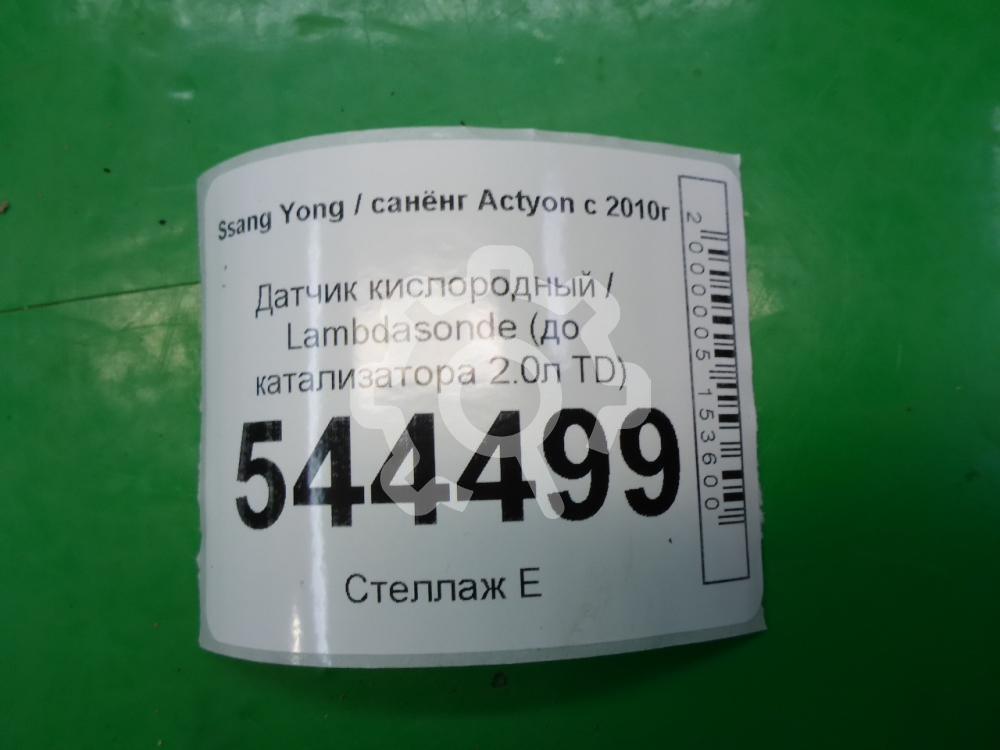 Ssang Yong / санёнг Actyon с 2010г
Датчик кислородный /
Lambdasonde (до
катализатора 2.0л TD)
544499
Стеллаж Е
2000005153600